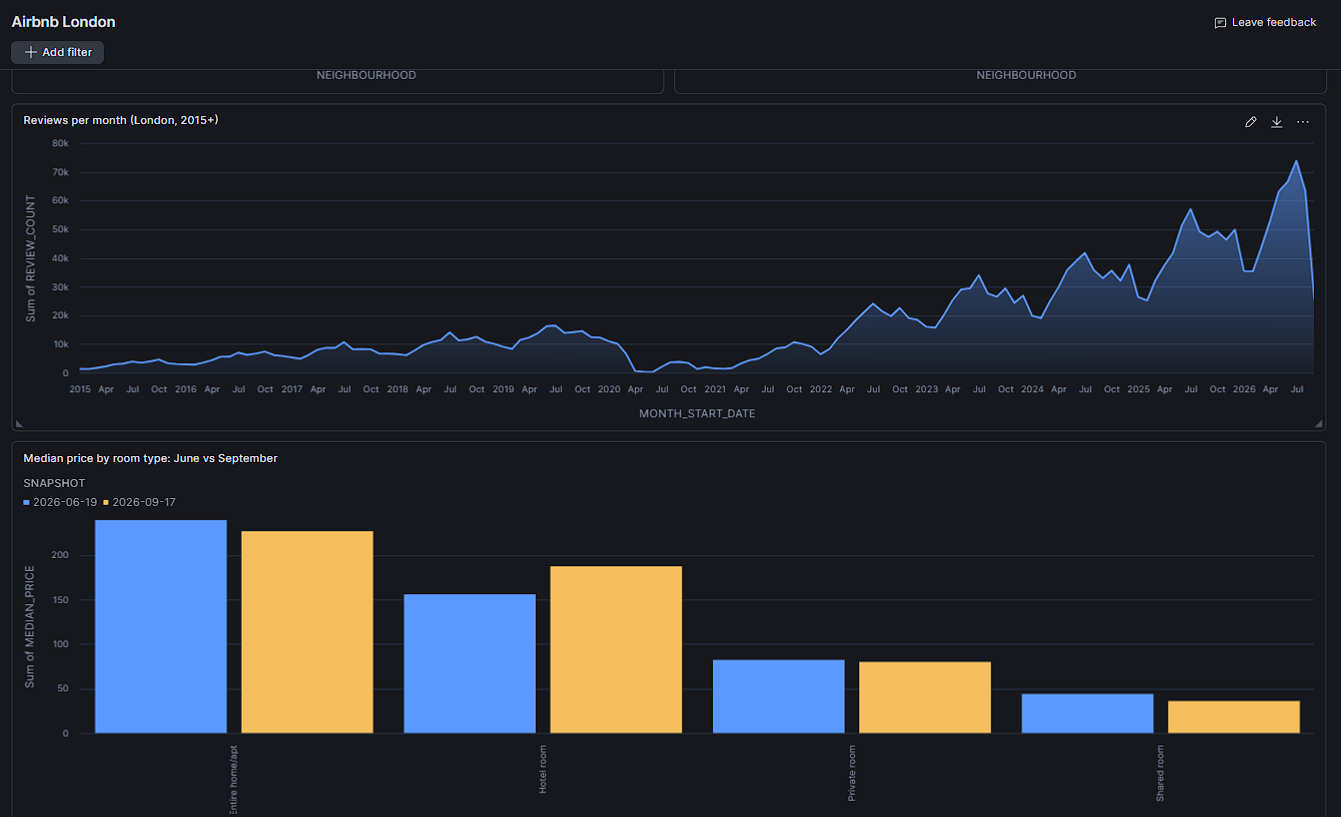 Airbnb London
Leave feedback
Add filter
NEIGHBOURHOOD NEIGHBOURHOOD
Reviews per month (London, 2015+)
80k
70k
60k
50k
40k
30k
20k
10k
0
Sum of REVIEW_COUNT
2015 Apr Jul Oct 2016 Apr Jul Oct 2017 Apr Jul Oct 2018 Apr Jul Oct 2019 Apr Jul Oct 2020 Apr Jul Oct 2021 Apr Jul Oct 2022 Apr Jul Oct 2023 Apr Jul Oct 2024 Apr Jul Oct 2025 Apr Jul Oct 2026 Apr Jul
MONTH_START_DATE
Median price by room type: June vs September
SNAPSHOT
2026-06-19 2026-09-17
200
150
100
50
0
Sum of MEDIAN_PRICE
Entire home/apt
Hotel room
Private room
Shared room